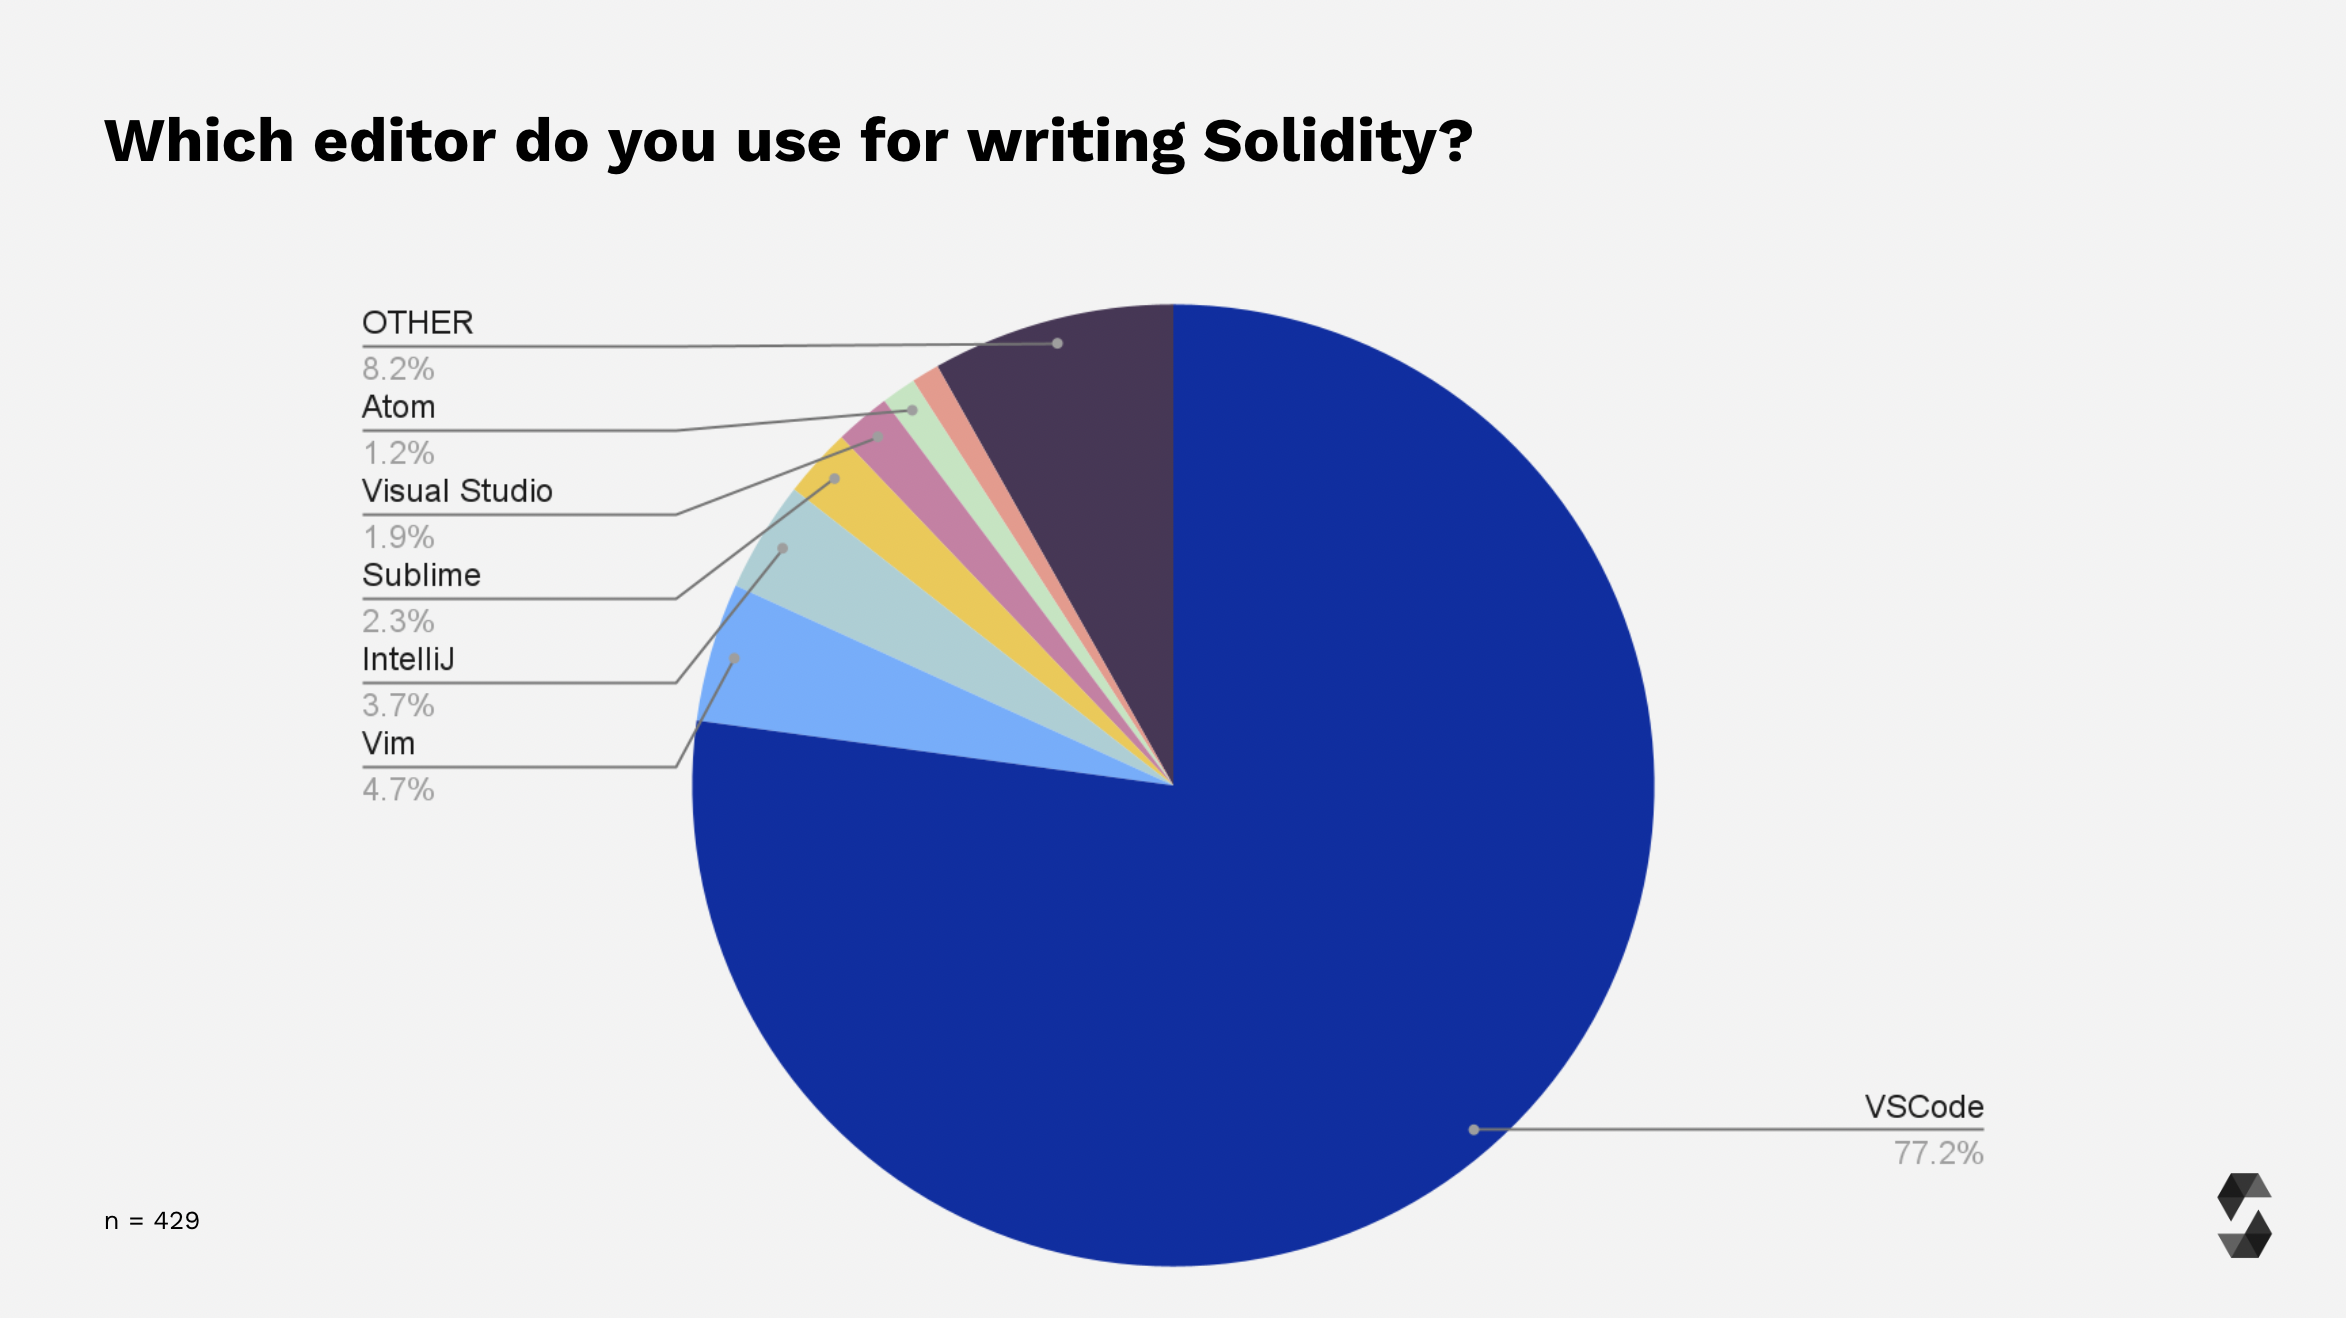 Which editor do you use for writing Solidity?
OTHER
8.2%
Atom
1.2%
Visual Studio
1.9%
Sublime
2.3%
IntelliJ
3.7%
Vim
4.7%
VSCode
77.2%
n = 429